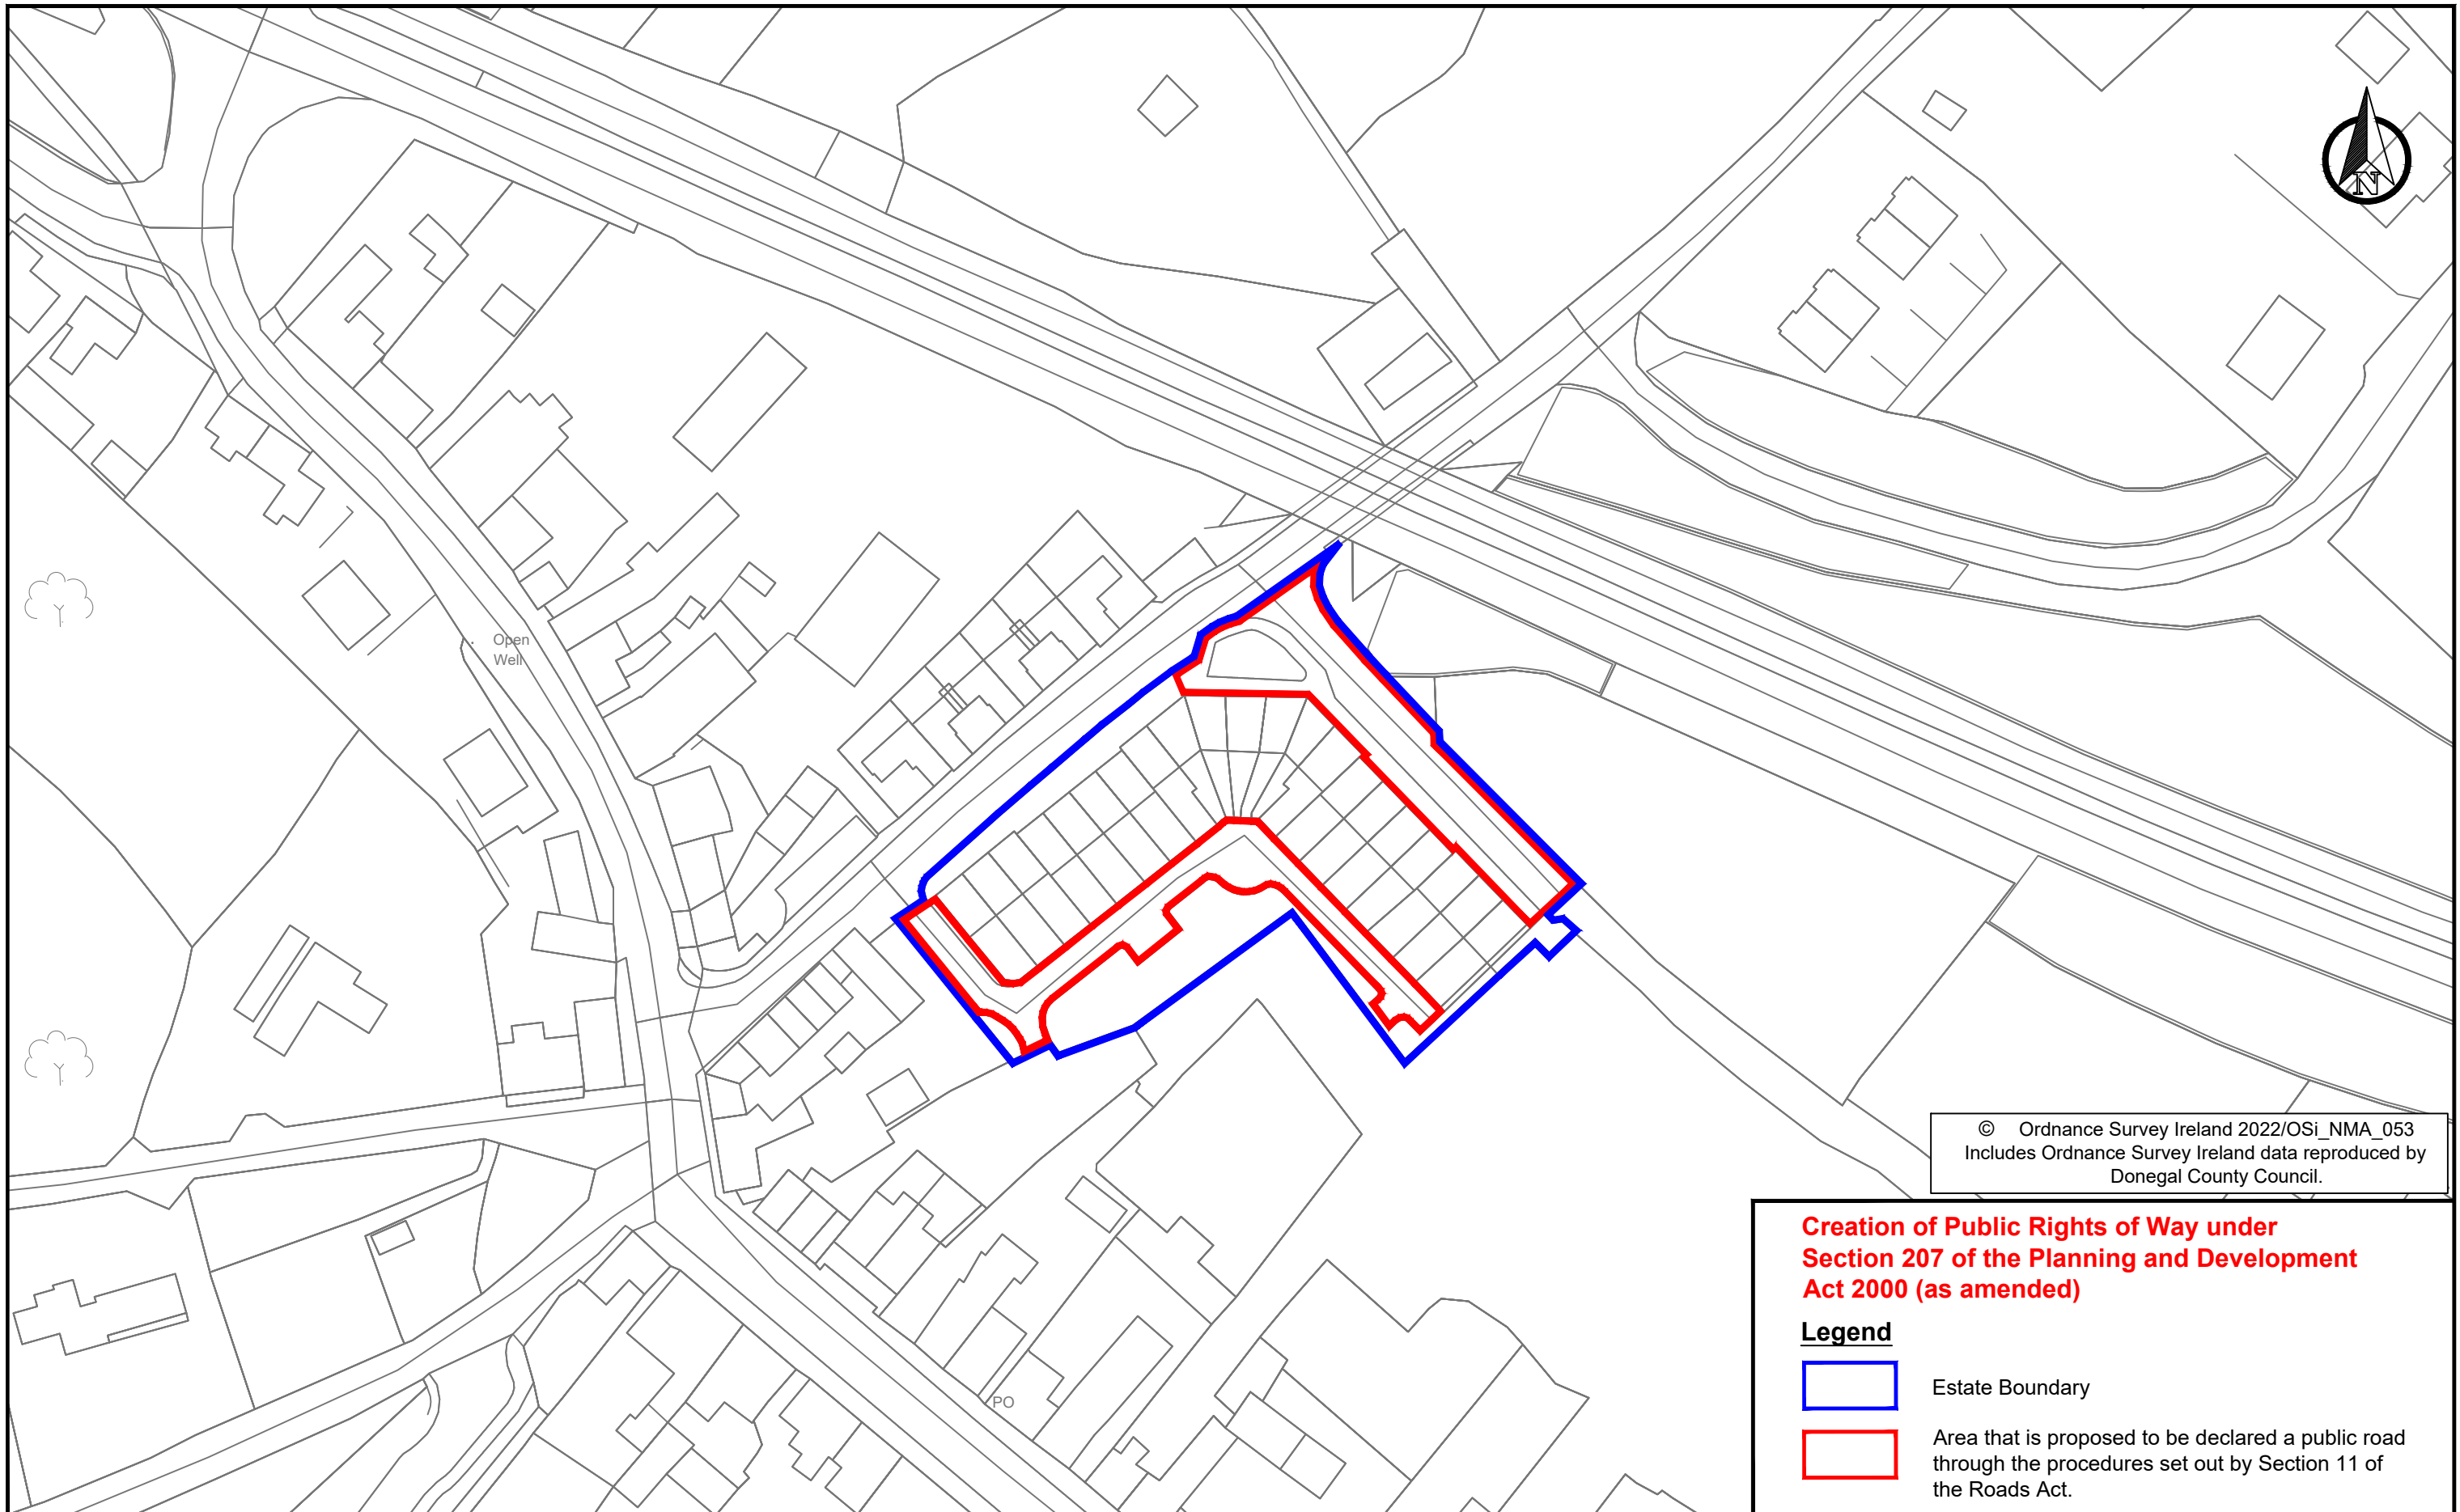 N
Open
Well
PO
© Ordnance Survey Ireland 2022/OSi_NMA_053
Includes Ordnance Survey Ireland data reproduced by
Donegal County Council.
Creation of Public Rights of Way under
Section 207 of the Planning and Development
Act 2000 (as amended)
Legend
Estate Boundary
Area that is proposed to be declared a public road
through the procedures set out by Section 11 of
the Roads Act.